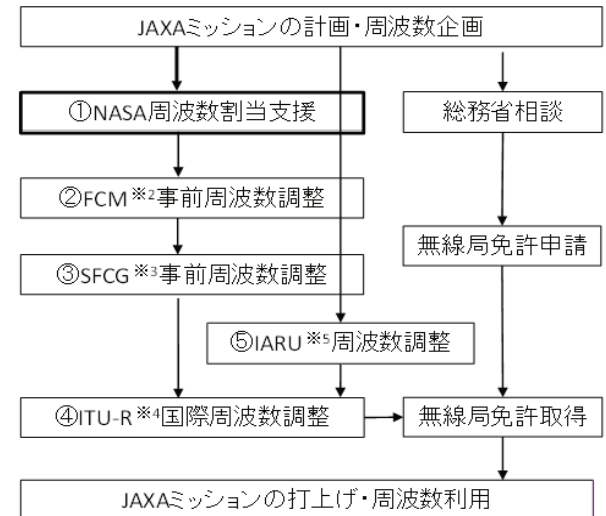 JAXAミッションの計画・周波数企画
①NASA周波数割当支援
総務省相談
②FCM※2事前周波数調整
無線局免許申請
③SFCG※3事前周波数調整
⑤IARU※5周波数調整
④ITU-R※4国際周波数調整
無線局免許取得
JAXAミッションの打上げ・周波数利用